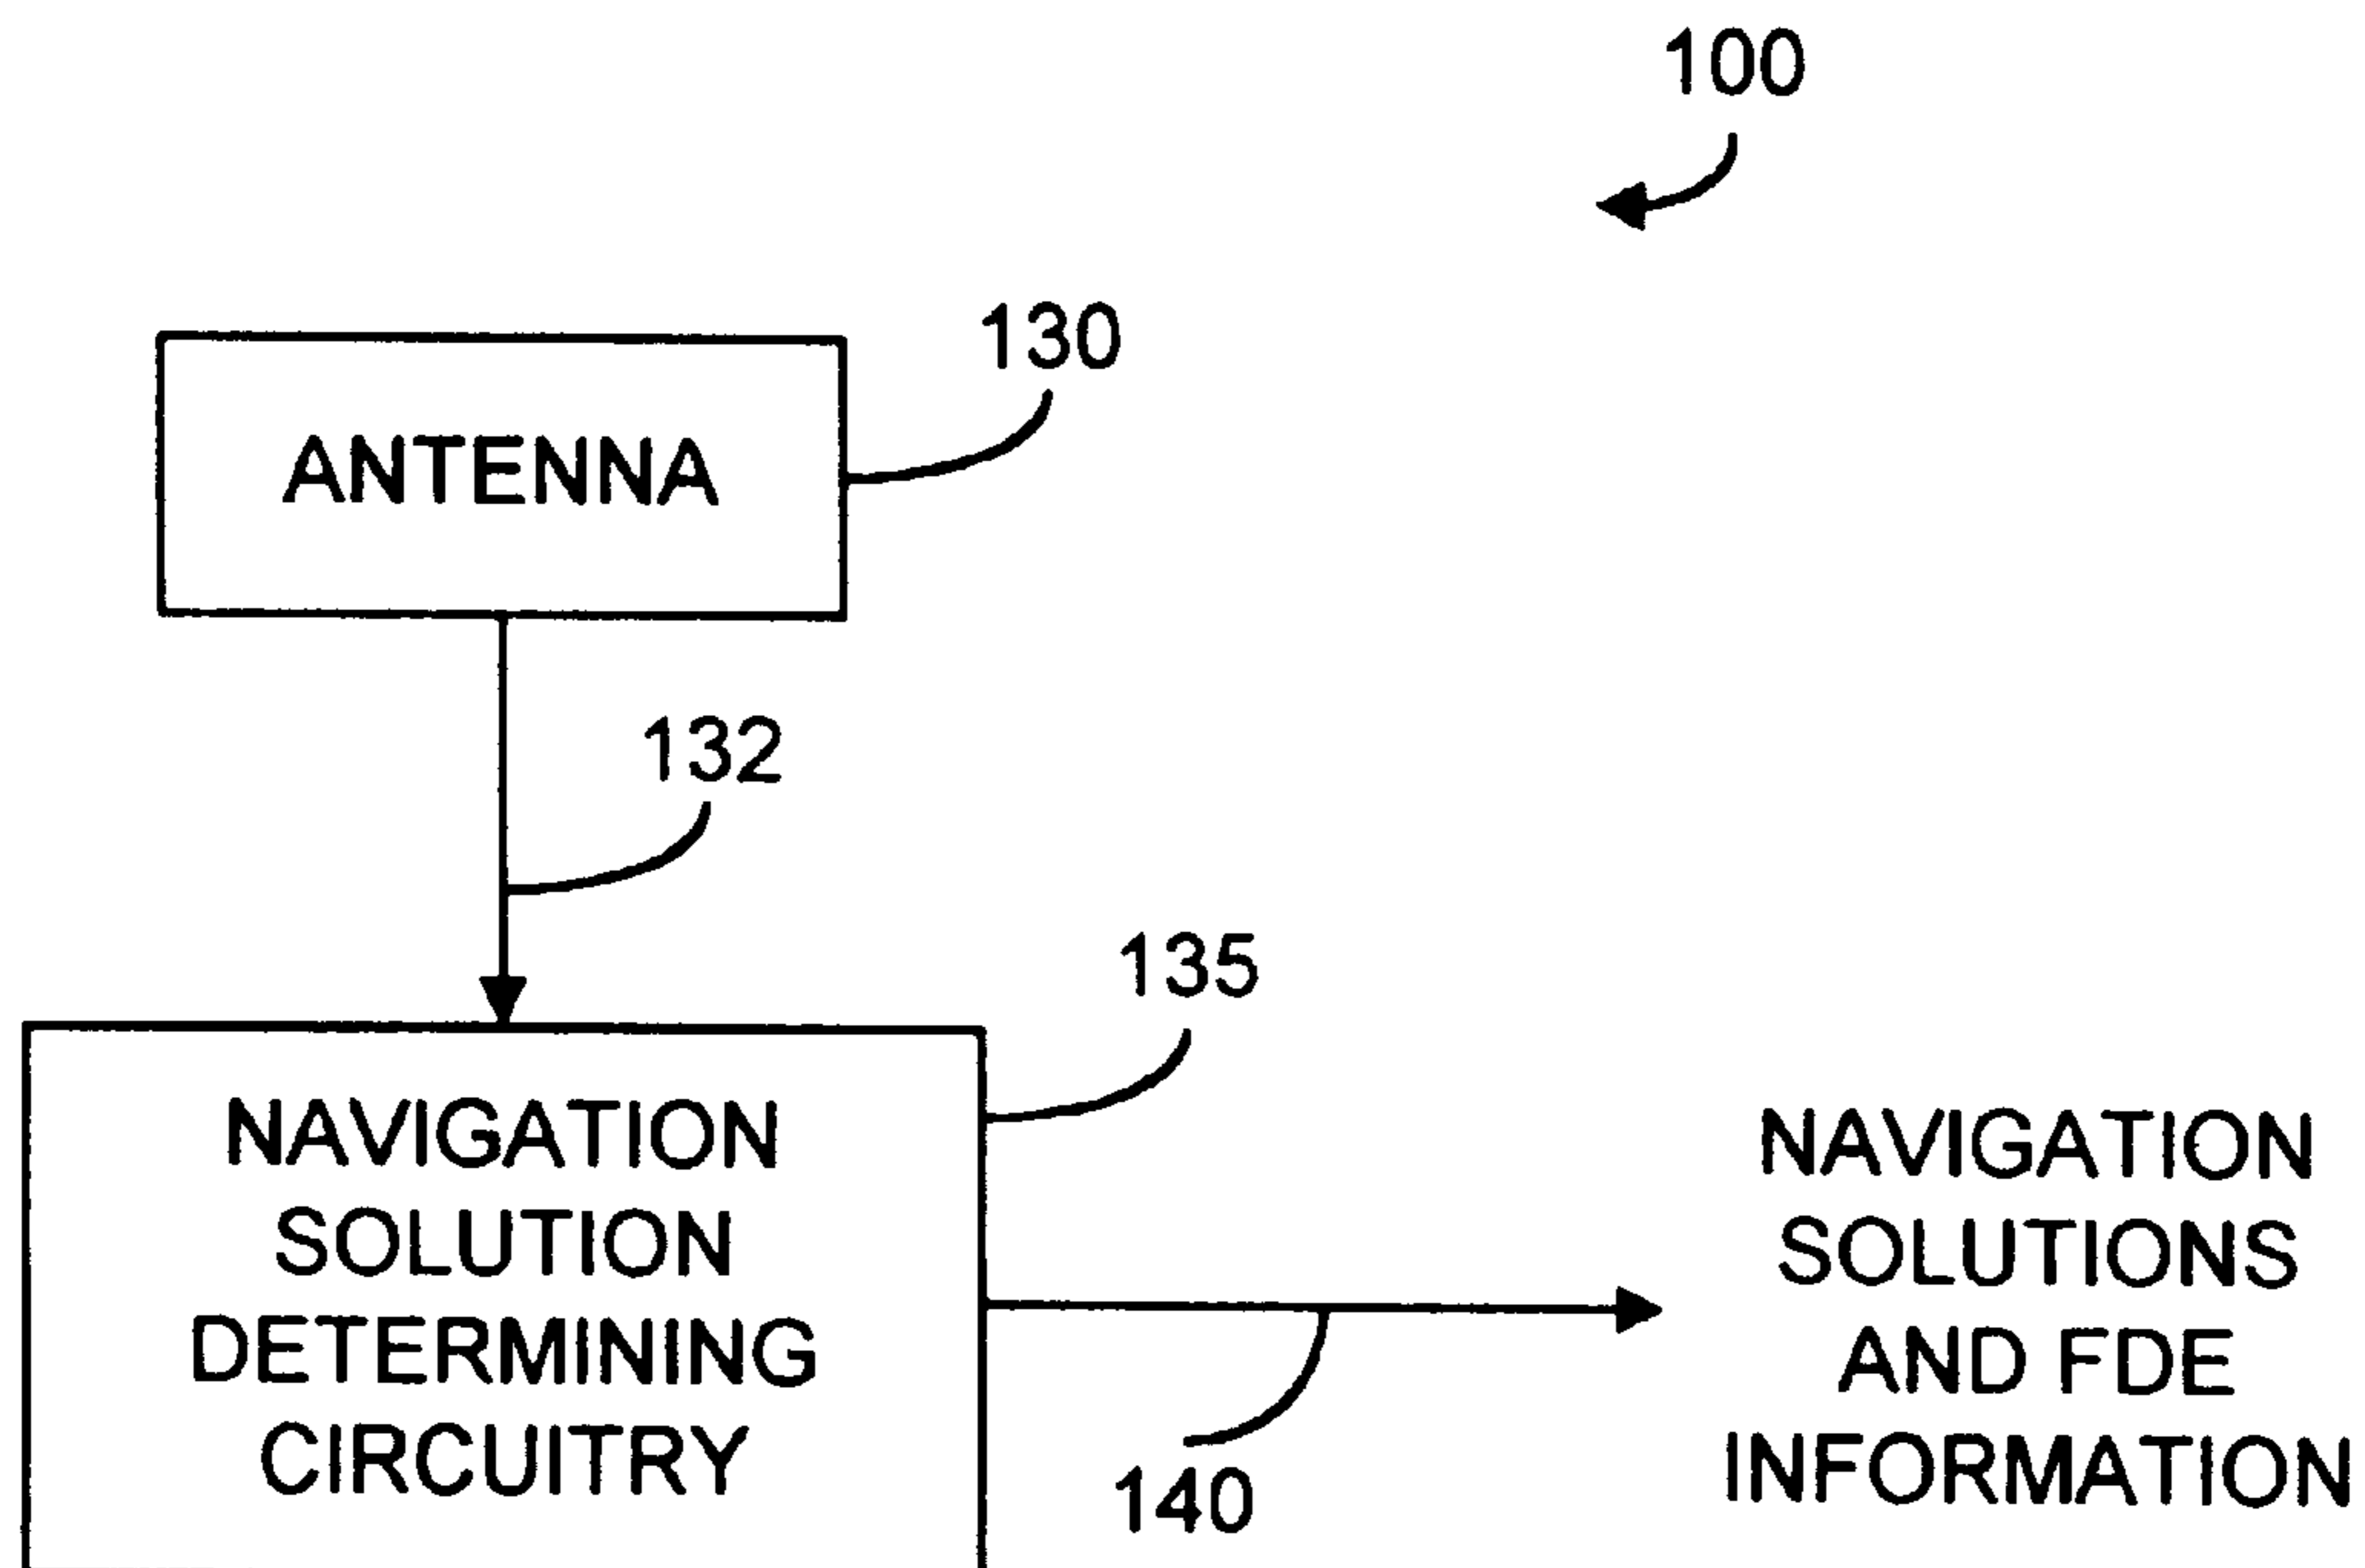 100
130
ANTENNA
132
135
NAVIGATION
SOLUTION
DETERMINING
CIRCUITRY
NAVIGATION
SOLUTIONS
AND FDE
INFORMATION
140